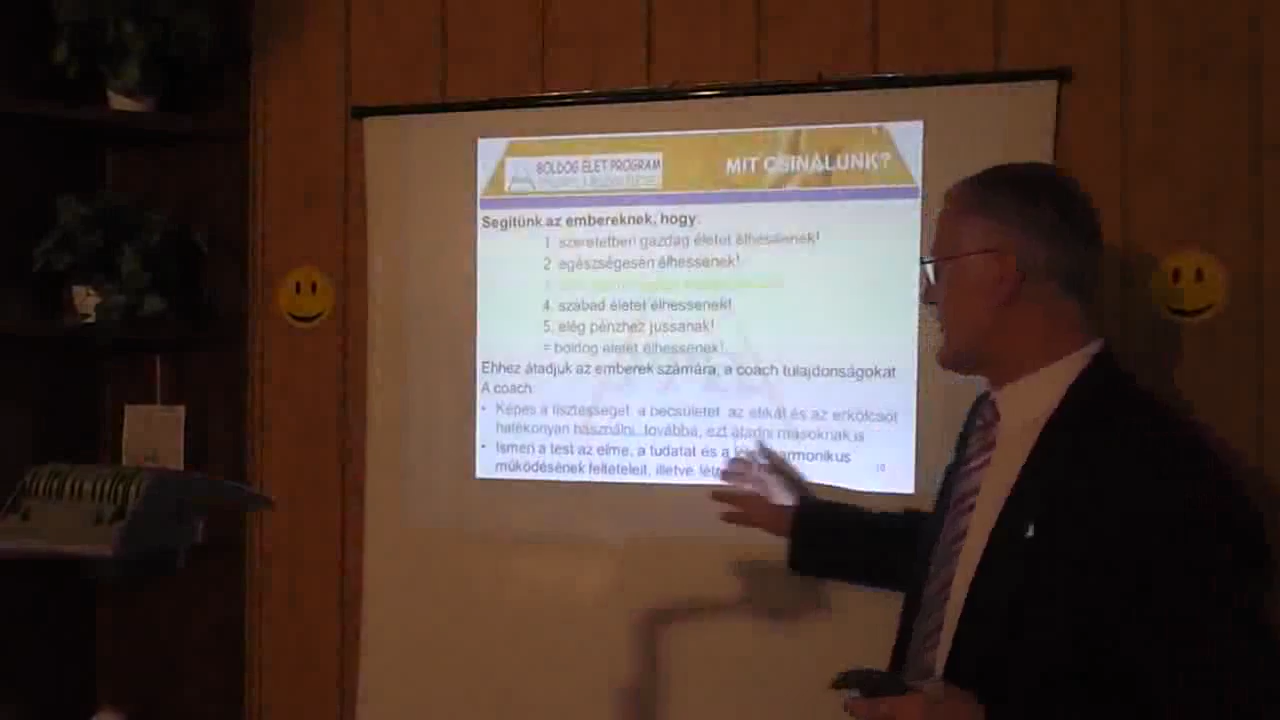 BOLDOG ÉLET PROGRAM
MIT CSINÁLUNK?
Segítünk az embereknek, hogy:
1. szeretetben gazdag életet élhessenek!
2. egészségesen élhessenek!
3.
4. szabad életet élhessenek!
5. elég pénzhez jussanak!
= boldog életet élhessenek!
Ehhez átadjuk az emberek számára, a coach tulajdonságokat
A coach:
• Képes a tisztességet, a becsületet, az etikát és az erkölcsöt
hatékonyan használni, továbbá, ezt átadni másoknak is
• Ismeri a test az elme, a tudatat és a harmonikus
működésének feltételeit, illetve
10